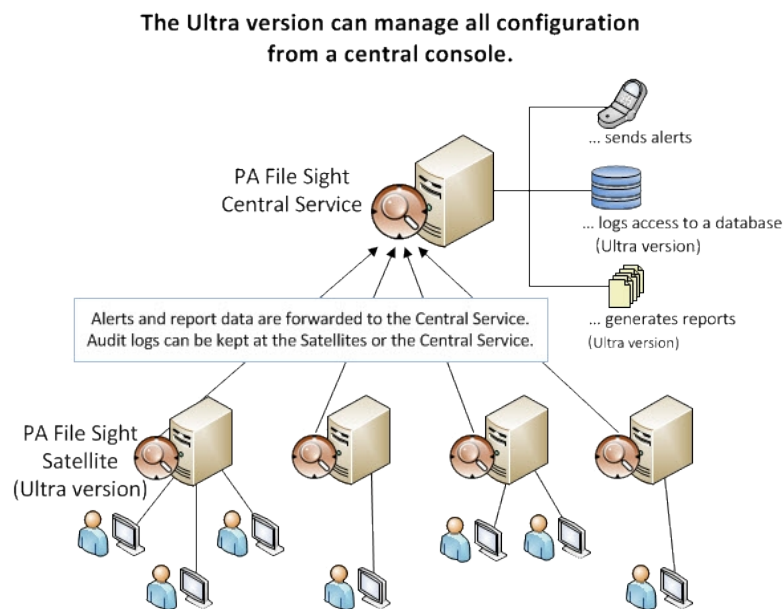 The Ultra version can manage all configuration
from a central console.
... sends alerts
PA File Sight
Central Service
... logs access to a database
(Ultra version)
... generates reports
(Ultra version)
Alerts and report data are forwarded to the Central Service.
Audit logs can be kept at the Satellites or the Central Service.
PA File Sight
Satellite
(Ultra version)